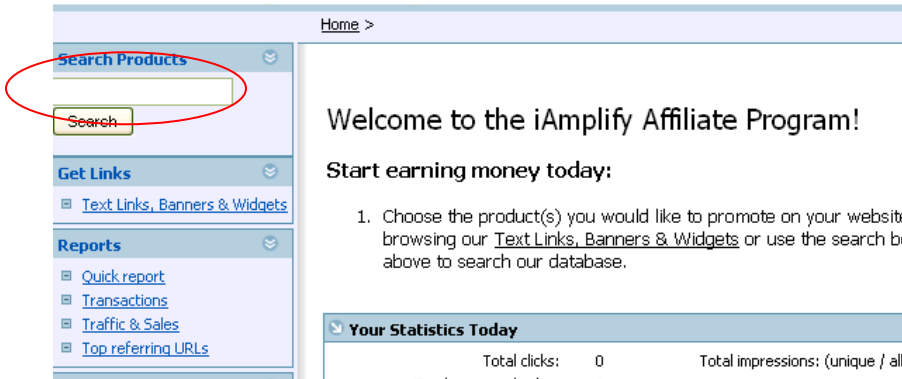 Home >
Search Products
Search
Get Links
Text Links, Banners & Widgets
Reports
Quick report
Transactions
Traffic & Sales
Top referring URLs
Welcome to the iAmplify Affiliate Program!
Start earning money today:
1. Choose the product(s) you would like to promote on your website
browsing our Text Links, Banners & Widgets or use the search
above to search our database.
Your Statistics Today
Total clicks: 0 Total impressions: (unique /